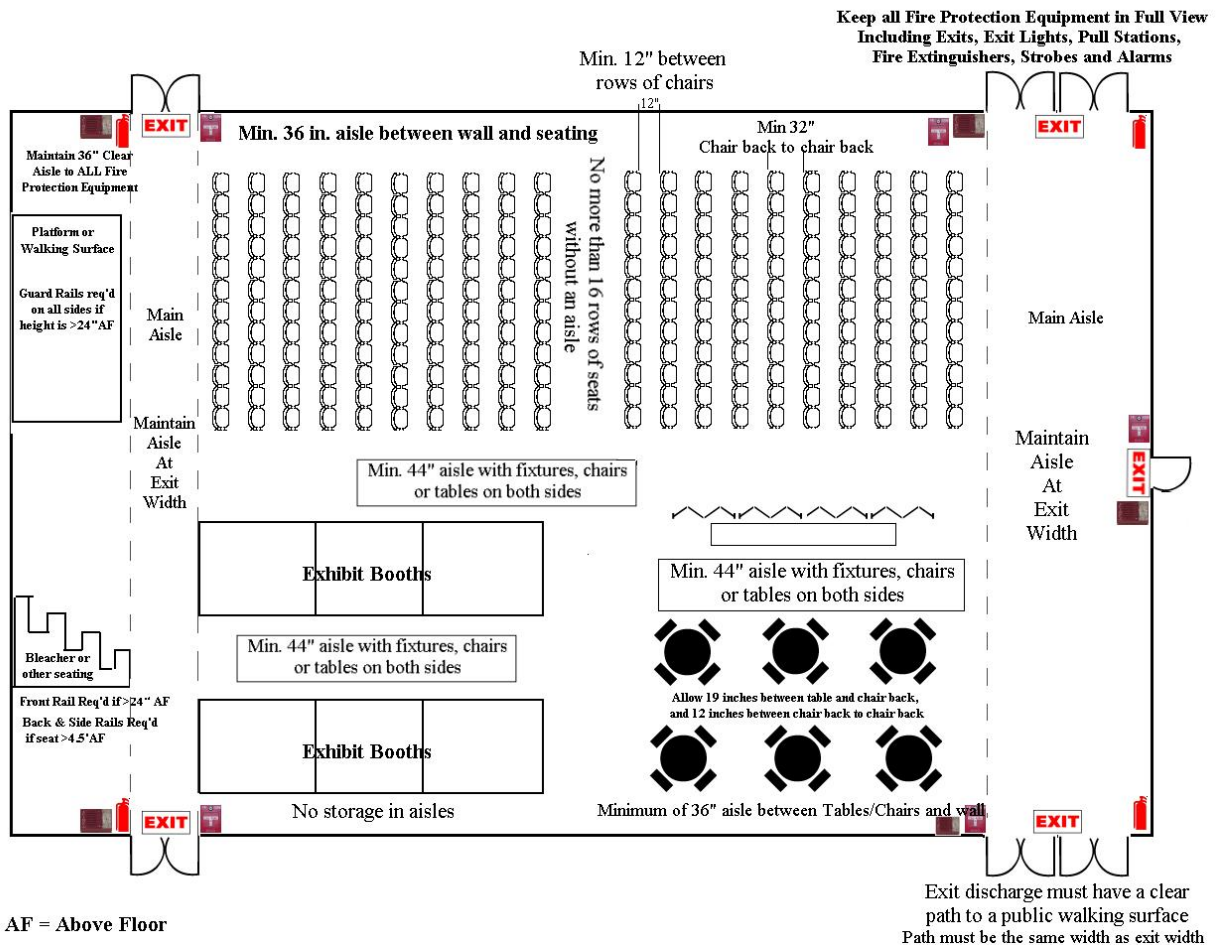 Keep all Fire Protection Equipment in Full View
Including Exits, Exit Lights, Pull Stations,
Fire Extinguishers, Strobes and Alarms
Min. 12" between
rows of chairs
12"
EXIT
Min. 36 in. aisle between wall and seating
Min 32"
Chair back to chair back
EXIT
Maintain 36" Clear
Aisle to ALL Fire
Protection Equipment
No more than 16 rows of seats
without an aisle
Platform or
Walking Surface
Guard Rails req'd
on all sides if
height is >24"AF
Main
Aisle
Main Aisle
Maintain
Aisle
At
Exit
Width
Maintain
Aisle
At
Exit
Width
EXIT
Min. 44" aisle with fixtures, chairs
or tables on both sides
Exhibit Booths
Min. 44" aisle with fixtures, chairs
or tables on both sides
Min. 44" aisle with fixtures, chairs
or tables on both sides
Bleacher or
other seating
Front Rail Req'd if >24" AF
Back & Side Rails Req'd
if seat >4.5'AF
Allow 19 inches between table and chair back,
and 12 inches between chair back to chair back
Exhibit Booths
EXIT
No storage in aisles
Minimum of 36" aisle between Tables/Chairs and wall
EXIT
Exit discharge must have a clear
path to a public walking surface
Path must be the same width as exit width
AF = Above Floor